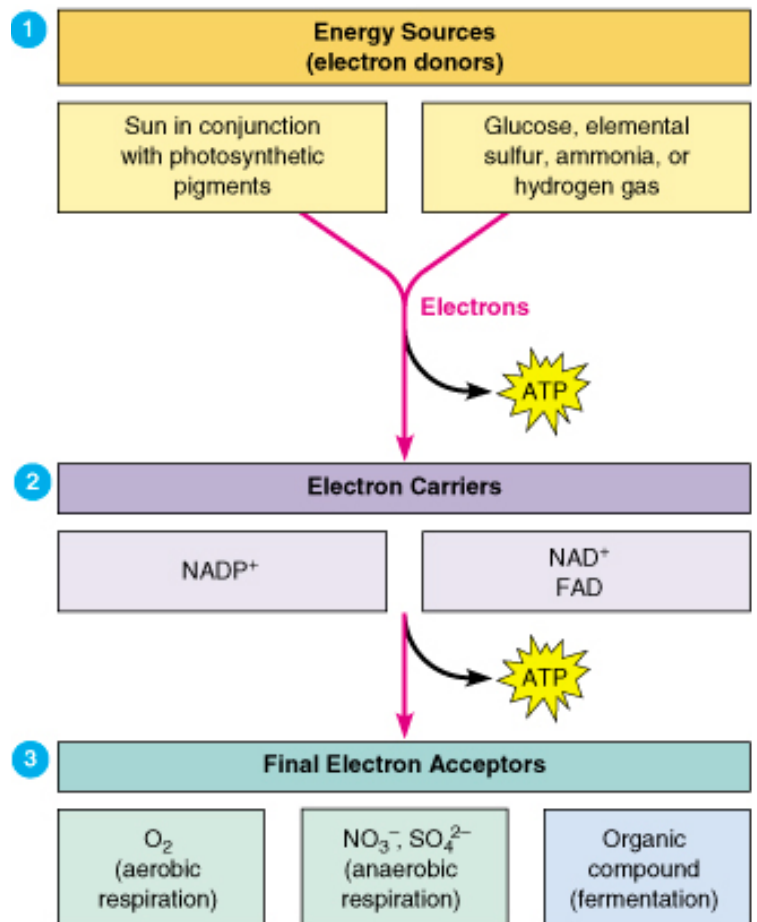 1
Energy Sources
(electron donors)
Sun in conjunction
with photosynthetic
pigments
Glucose, elemental
sulfur, ammonia, or
hydrogen gas
Electrons
ATP
2
Electron Carriers
NADP⁺
NAD⁺
FAD
ATP
3
Final Electron Acceptors
O₂
(aerobic
respiration)
NO₃⁻, SO₄²⁻
(anaerobic
respiration)
Organic
compound
(fermentation)